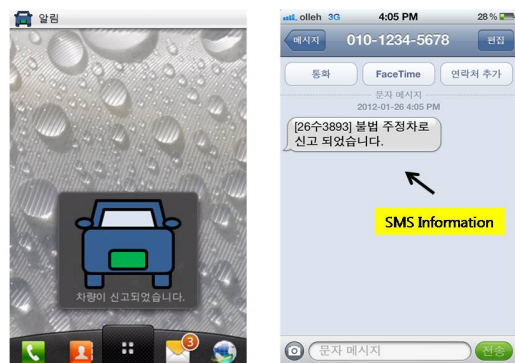 알림
차량이 신고되었습니다.
3
olleh 3G 4:05 PM 28%
메시지 010-1234-5678 편집
통화 FaceTime 연락처 추가
문자 메시지
2012-01-26 4:05 PM
[26수3893] 불법 주정차로
신고 되었습니다.
SMS Information
문자 메시지 전송